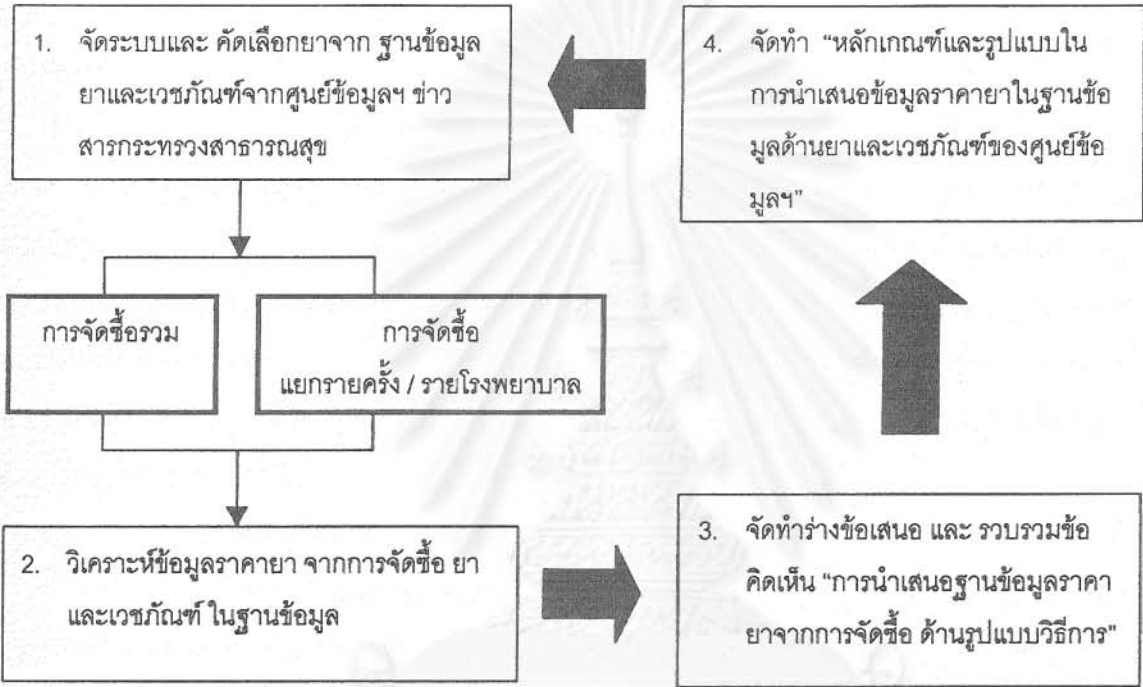 1. จัดระบบและ คัดเลือกยาจาก ฐานข้อมูล
ยาและเวชภัณฑ์จากศูนย์ข้อมูลฯ ข่าว
สารกระทรวงสาธารณสุข
การจัดซื้อรวม
การจัดซื้อ
แยกรายครั้ง / รายโรงพยาบาล
2. วิเคราะห์ข้อมูลราคายา จากการจัดซื้อ ยา
และเวชภัณฑ์ ในฐานข้อมูล
3. จัดทำร่างข้อเสนอ และ รวบรวมข้อ
คิดเห็น “การนำเสนอฐานข้อมูลราคา
ยาจากการจัดซื้อ ด้านรูปแบบวิธีการ”
4. จัดทำ “หลักเกณฑ์และรูปแบบใน
การนำเสนอข้อมูลราคายาในฐานข้อ
มูลด้านยาและเวชภัณฑ์ของศูนย์ข้อ
มูลฯ”